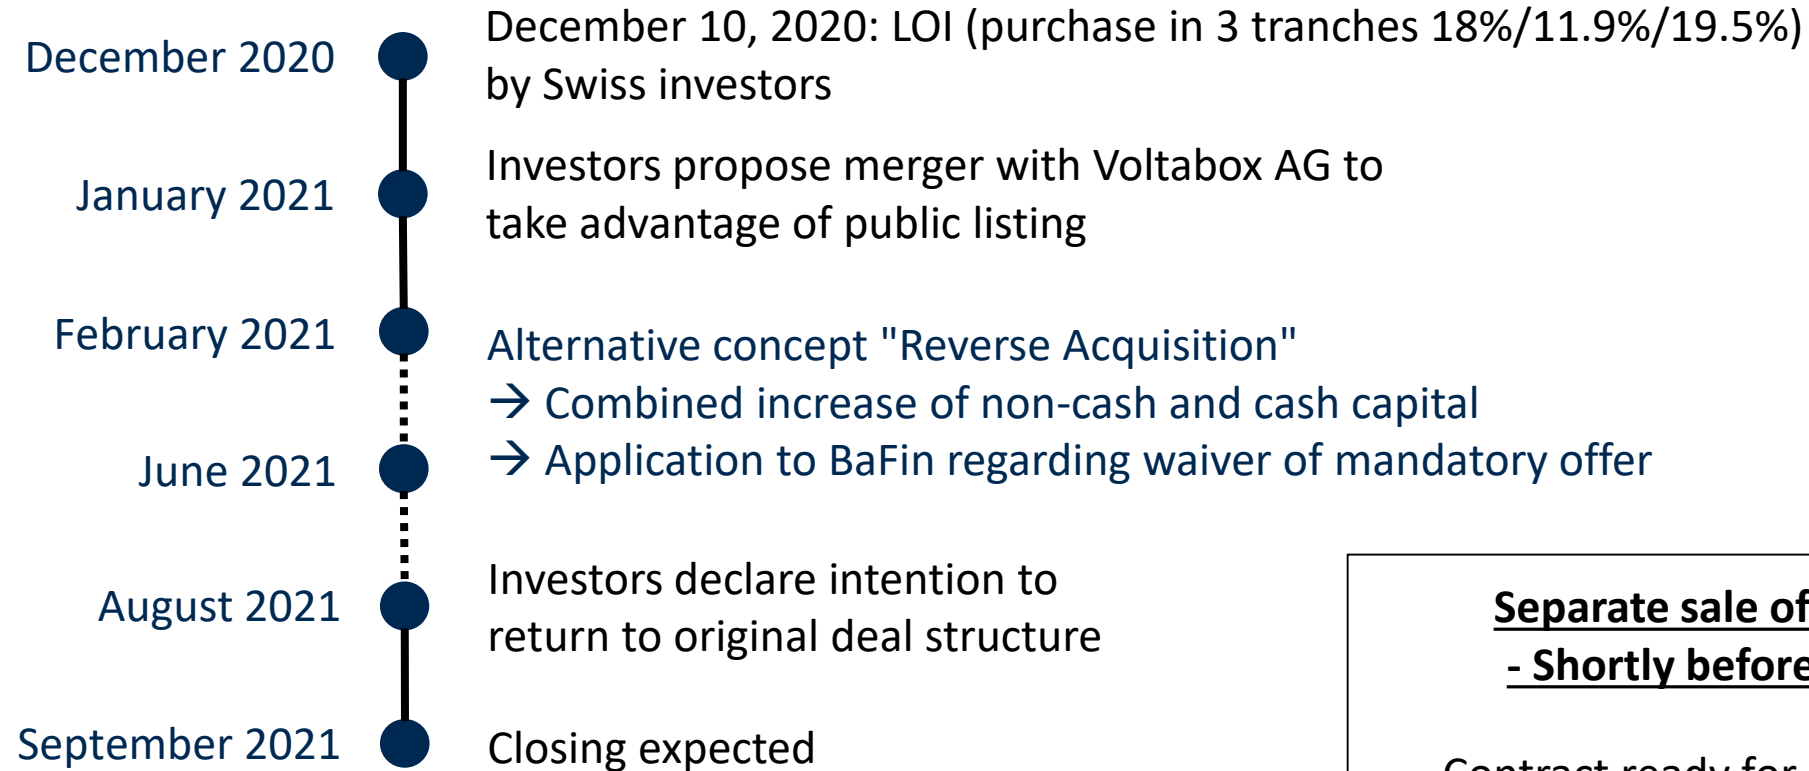 December 2020
December 10, 2020: LOI (purchase in 3 tranches 18%/11.9%/19.5%)
by Swiss investors
January 2021
Investors propose merger with Voltabox AG to
take advantage of public listing
February 2021
Alternative concept "Reverse Acquisition"
→ Combined increase of non-cash and cash capital
→ Application to BaFin regarding waiver of mandatory offer
June 2021
August 2021
Investors declare intention to
return to original deal structure
September 2021
Closing expected
Separate sale of
- Shortly before
Contract ready for